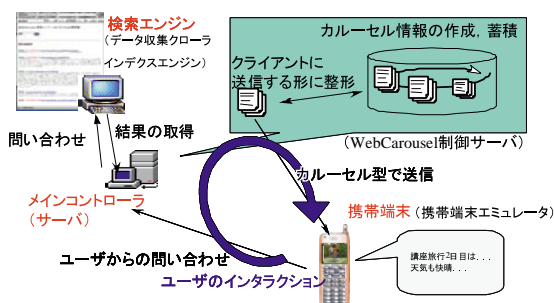 検索エンジン
(データ収集クローラ
インデクスエンジン)
カルーセル情報の作成, 蓄積
クライアントに
送信する形に整形
問い合わせ
結果の取得
(WebCarousel制御サーバ)
カルーセル型で送信
メインコントローラ
(サーバ)
携帯端末 (携帯端末エミュレータ)
ユーザからの問い合わせ
ユーザのインタラクション
講座旅行2日目は...
天気も快晴...